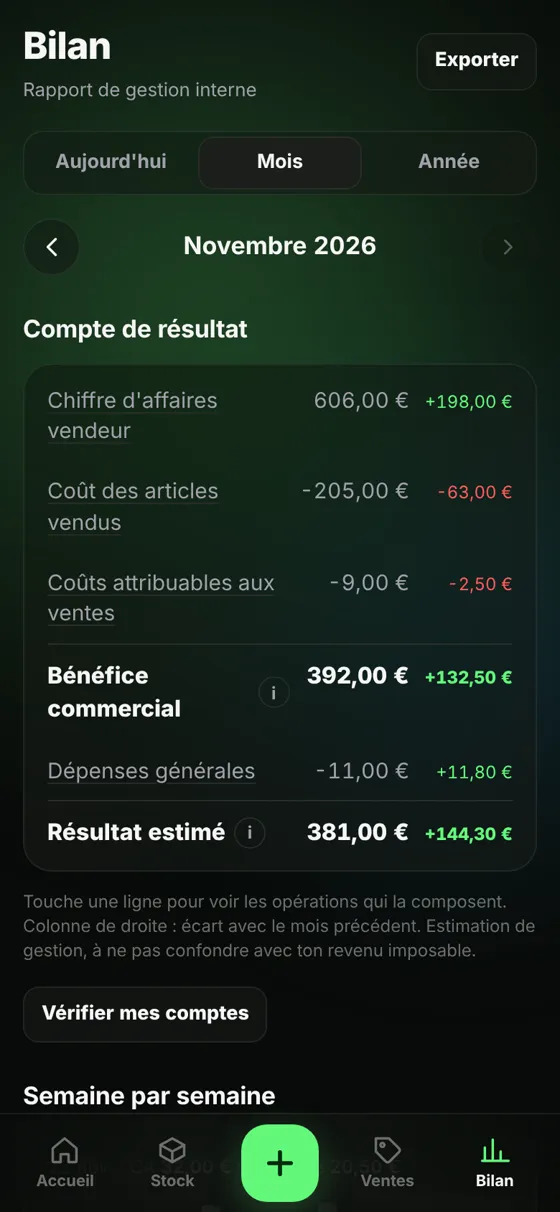 Bilan
Exporter
Rapport de gestion interne
Aujourd'hui Mois Année
Novembre 2026
Compte de résultat
Chiffre d'affaires vendeur 606,00 € +198,00 €
Coût des articles vendus -205,00 € -63,00 €
Coûts attribuables aux ventes -9,00 € -2,50 €
Bénéfice commercial i 392,00 € +132,50 €
Dépenses générales -11,00 € +11,80 €
Résultat estimé i 381,00 € +144,30 €
Touche une ligne pour voir les opérations qui la composent.
Colonne de droite : écart avec le mois précédent. Estimation de
gestion, à ne pas confondre avec ton revenu imposable.
Vérifier mes comptes
Semaine par semaine
Accueil Stock Ventes Bilan